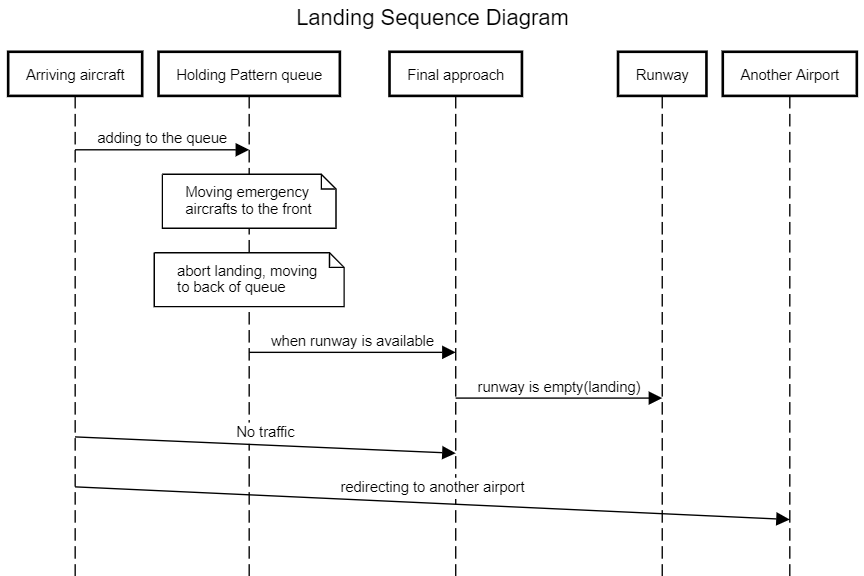 Landing Sequence Diagram
Arriving aircraft
Holding Pattern queue
Final approach
Runway
Another Airport
adding to the queue
Moving emergency
aircrafts to the front
abort landing, moving
to back of queue
when runway is available
runway is empty(landing)
No traffic
redirecting to another airport